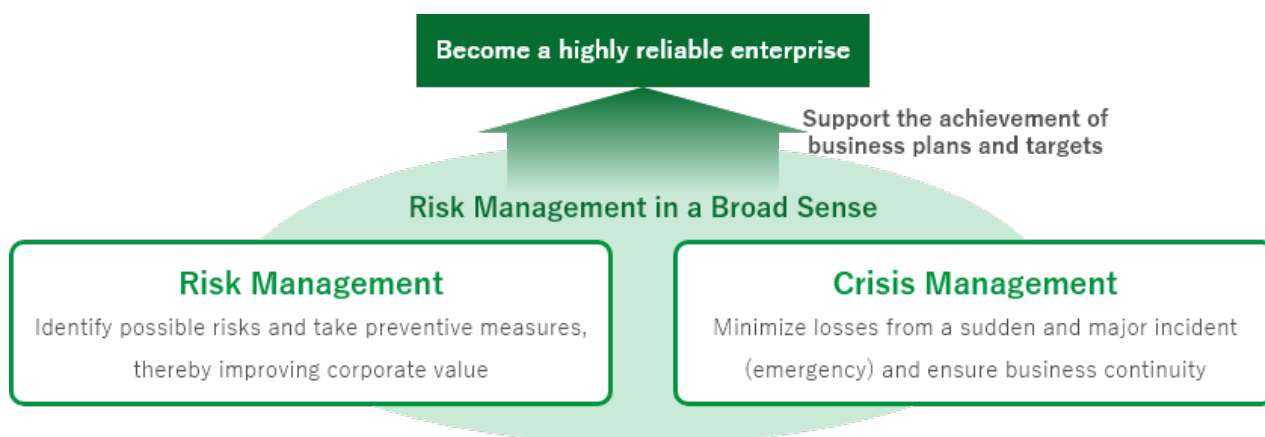 Become a highly reliable enterprise
Support the achievement of
business plans and targets
Risk Management in a Broad Sense
Risk Management
Identify possible risks and take preventive measures,
thereby improving corporate value
Crisis Management
Minimize losses from a sudden and major incident
(emergency) and ensure business continuity